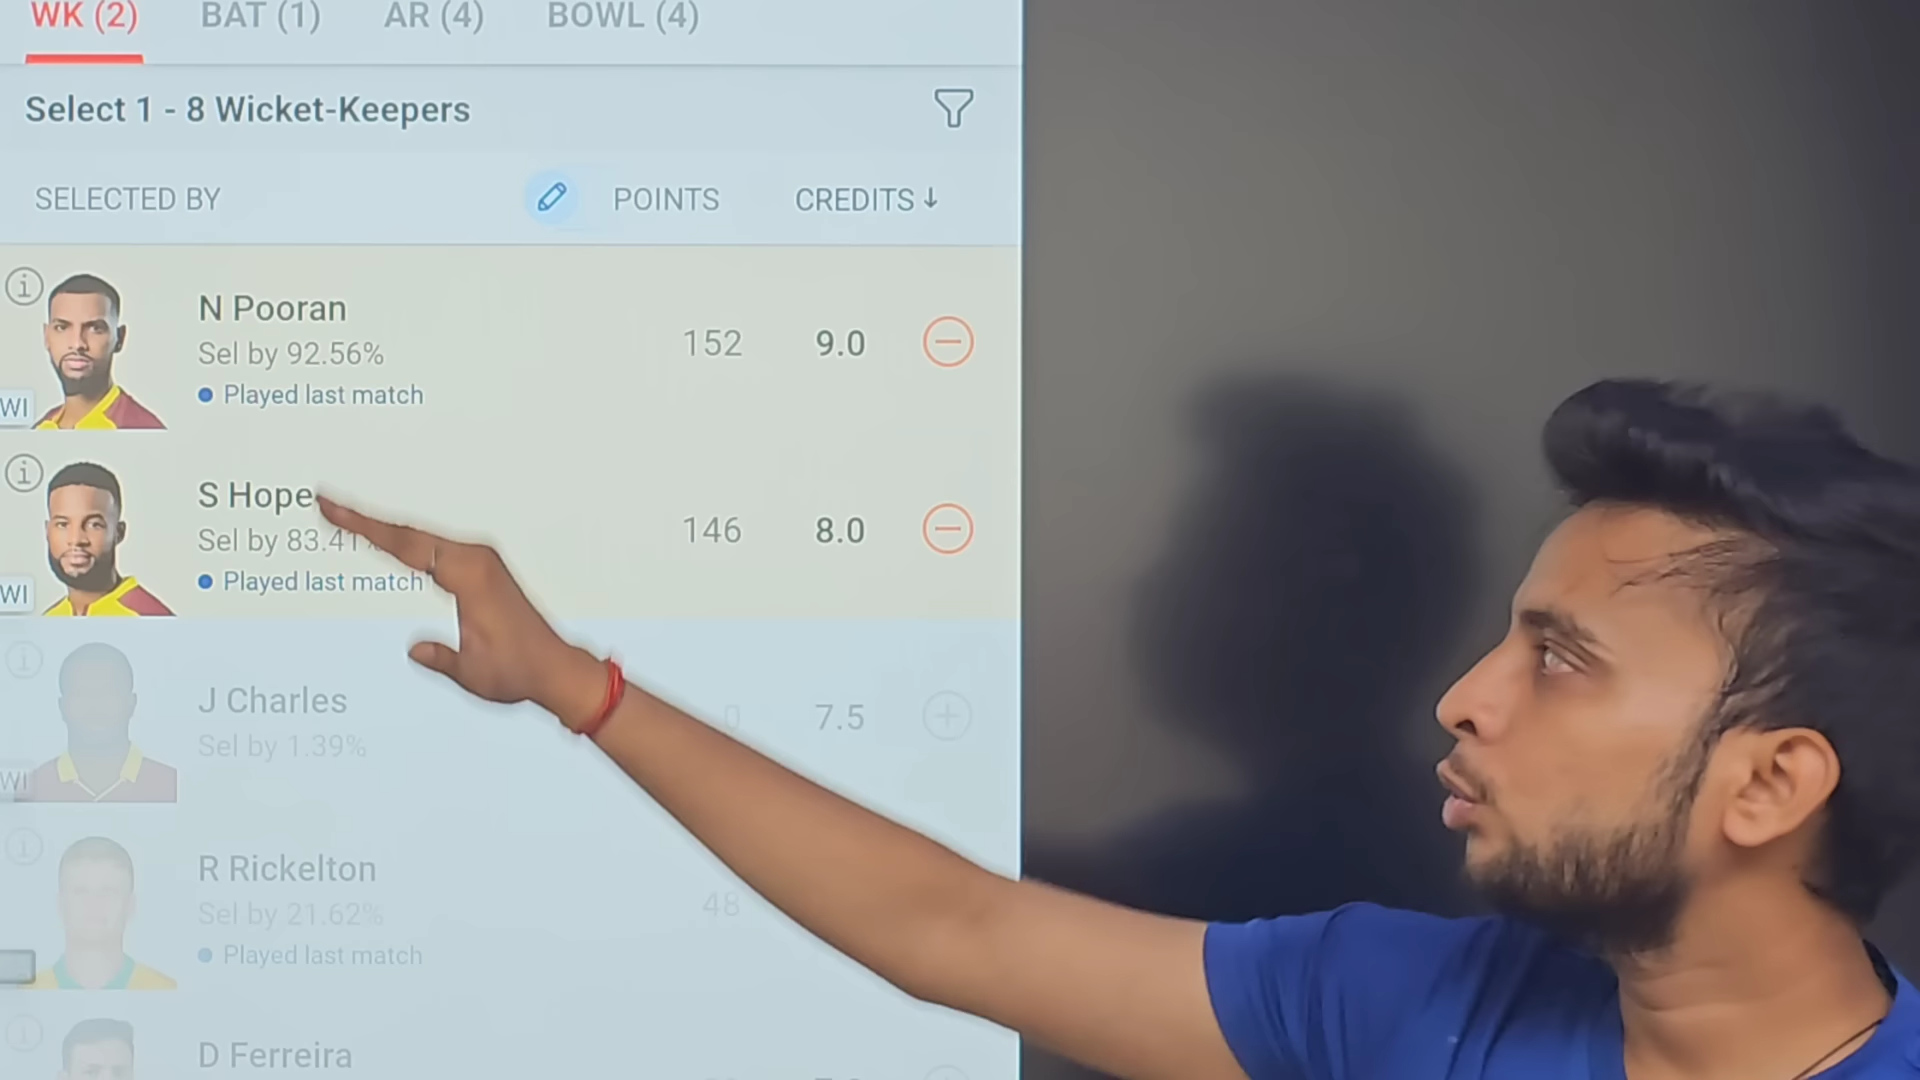 WK (2) BAT (1) AR (4) BOWL (4)
Select 1 - 8 Wicket-Keepers
SELECTED BY POINTS CREDITS ↓
N Pooran
Sel by 92.56% 152 9.0
Played last match
WI
S Hope
Sel by 83.41 146 8.0
Played last match
WI
J Charles
0 7.5
Sel by 1.39%
WI
R Rickelton
Sel by 21.62% 48
Played last match
D Ferreira